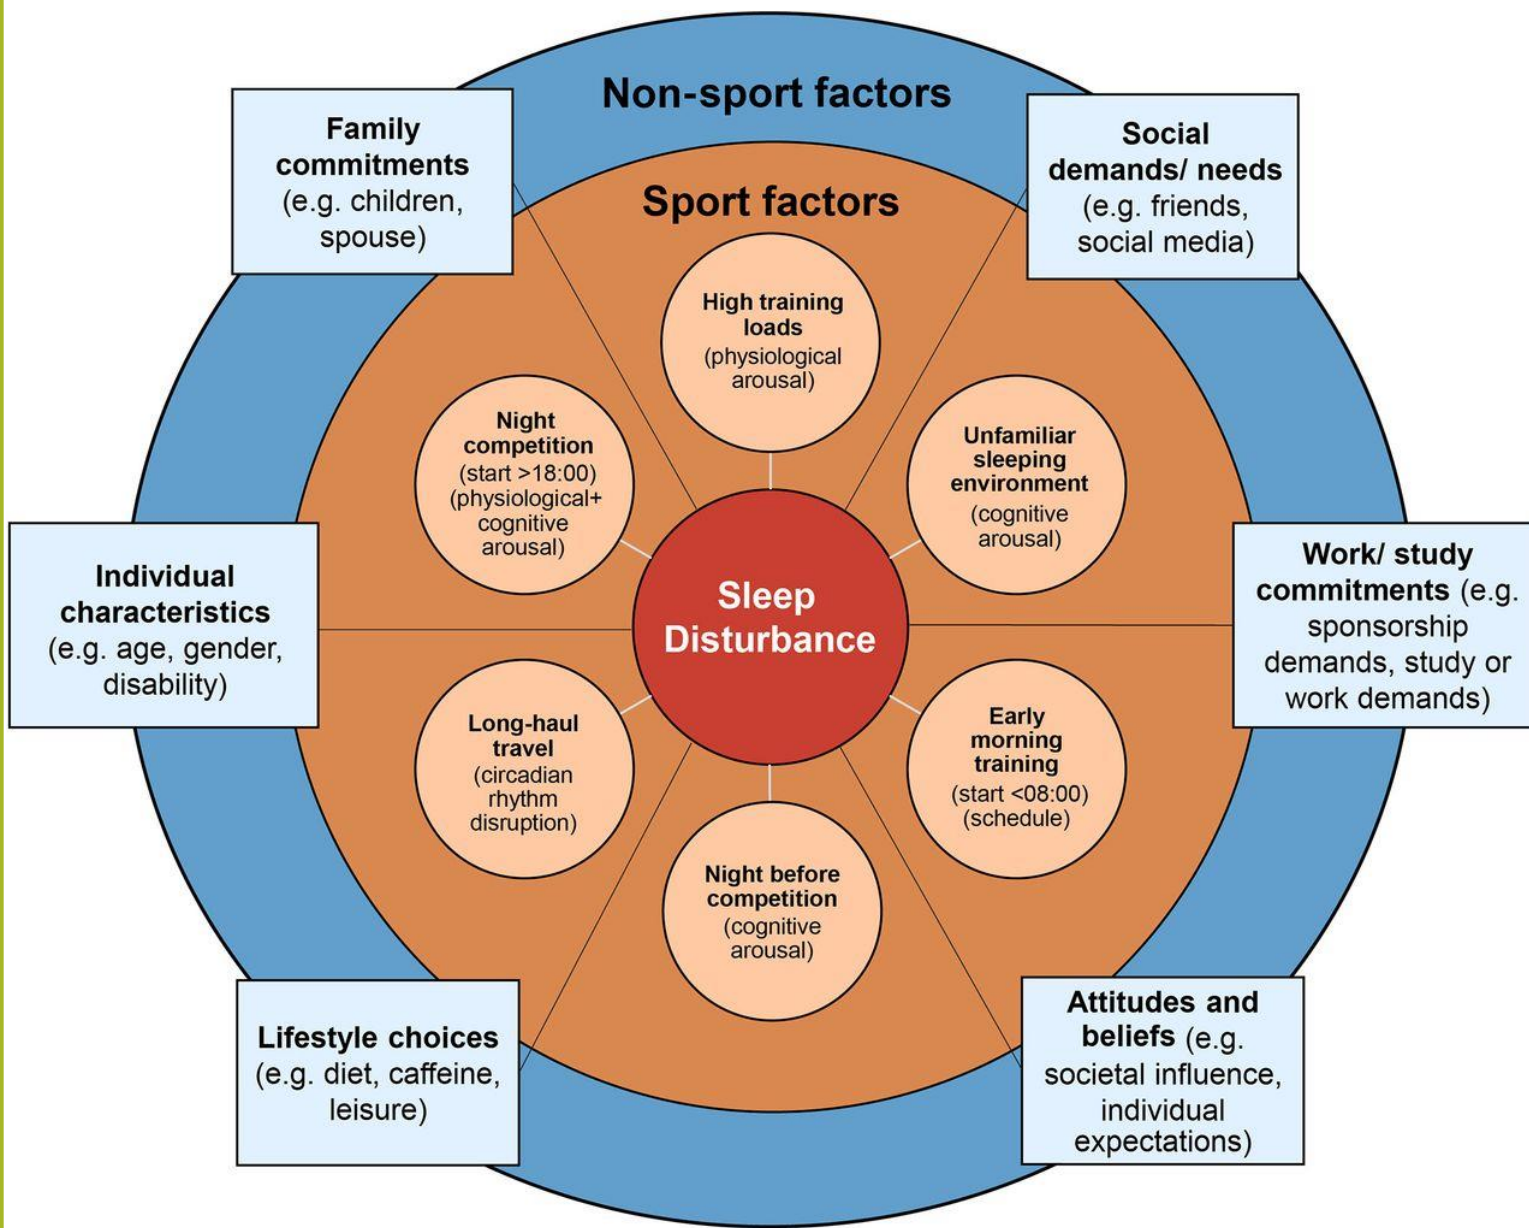 Non-sport factors
Family
commitments
(e.g. children,
spouse)
Social
demands/ needs
(e.g. friends,
social media)
Sport factors
High training
loads
(physiological
arousal)
Night
competition
(start >18:00)
(physiological+
cognitive
arousal)
Unfamiliar
sleeping
environment
(cognitive
arousal)
Individual
characteristics
(e.g. age, gender,
disability)
Sleep
Disturbance
Work/ study
commitments (e.g.
sponsorship
demands, study or
work demands)
Long-haul
travel
(circadian
rhythm
disruption)
Early
morning
training
(start <08:00)
(schedule)
Night before
competition
(cognitive
arousal)
Lifestyle choices
(e.g. diet, caffeine,
leisure)
Attitudes and
beliefs (e.g.
societal influence,
individual
expectations)